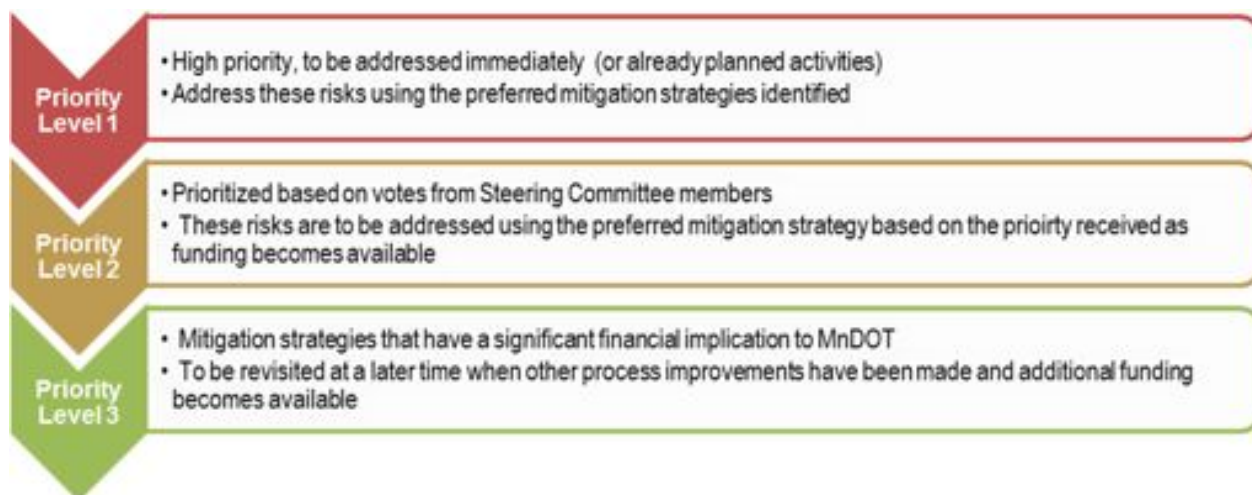 Priority
Level 1
• High priority, to be addressed immediately (or already planned activities)
• Address these risks using the preferred mitigation strategies identified
Priority
Level 2
• Prioritized based on votes from Steering Committee members
• These risks are to be addressed using the preferred mitigation strategy based on the prioirty received as
funding becomes available
Priority
Level 3
• Mitigation strategies that have a significant financial implication to MnDOT
• To be revisited at a later time when other process improvements have been made and additional funding
becomes available